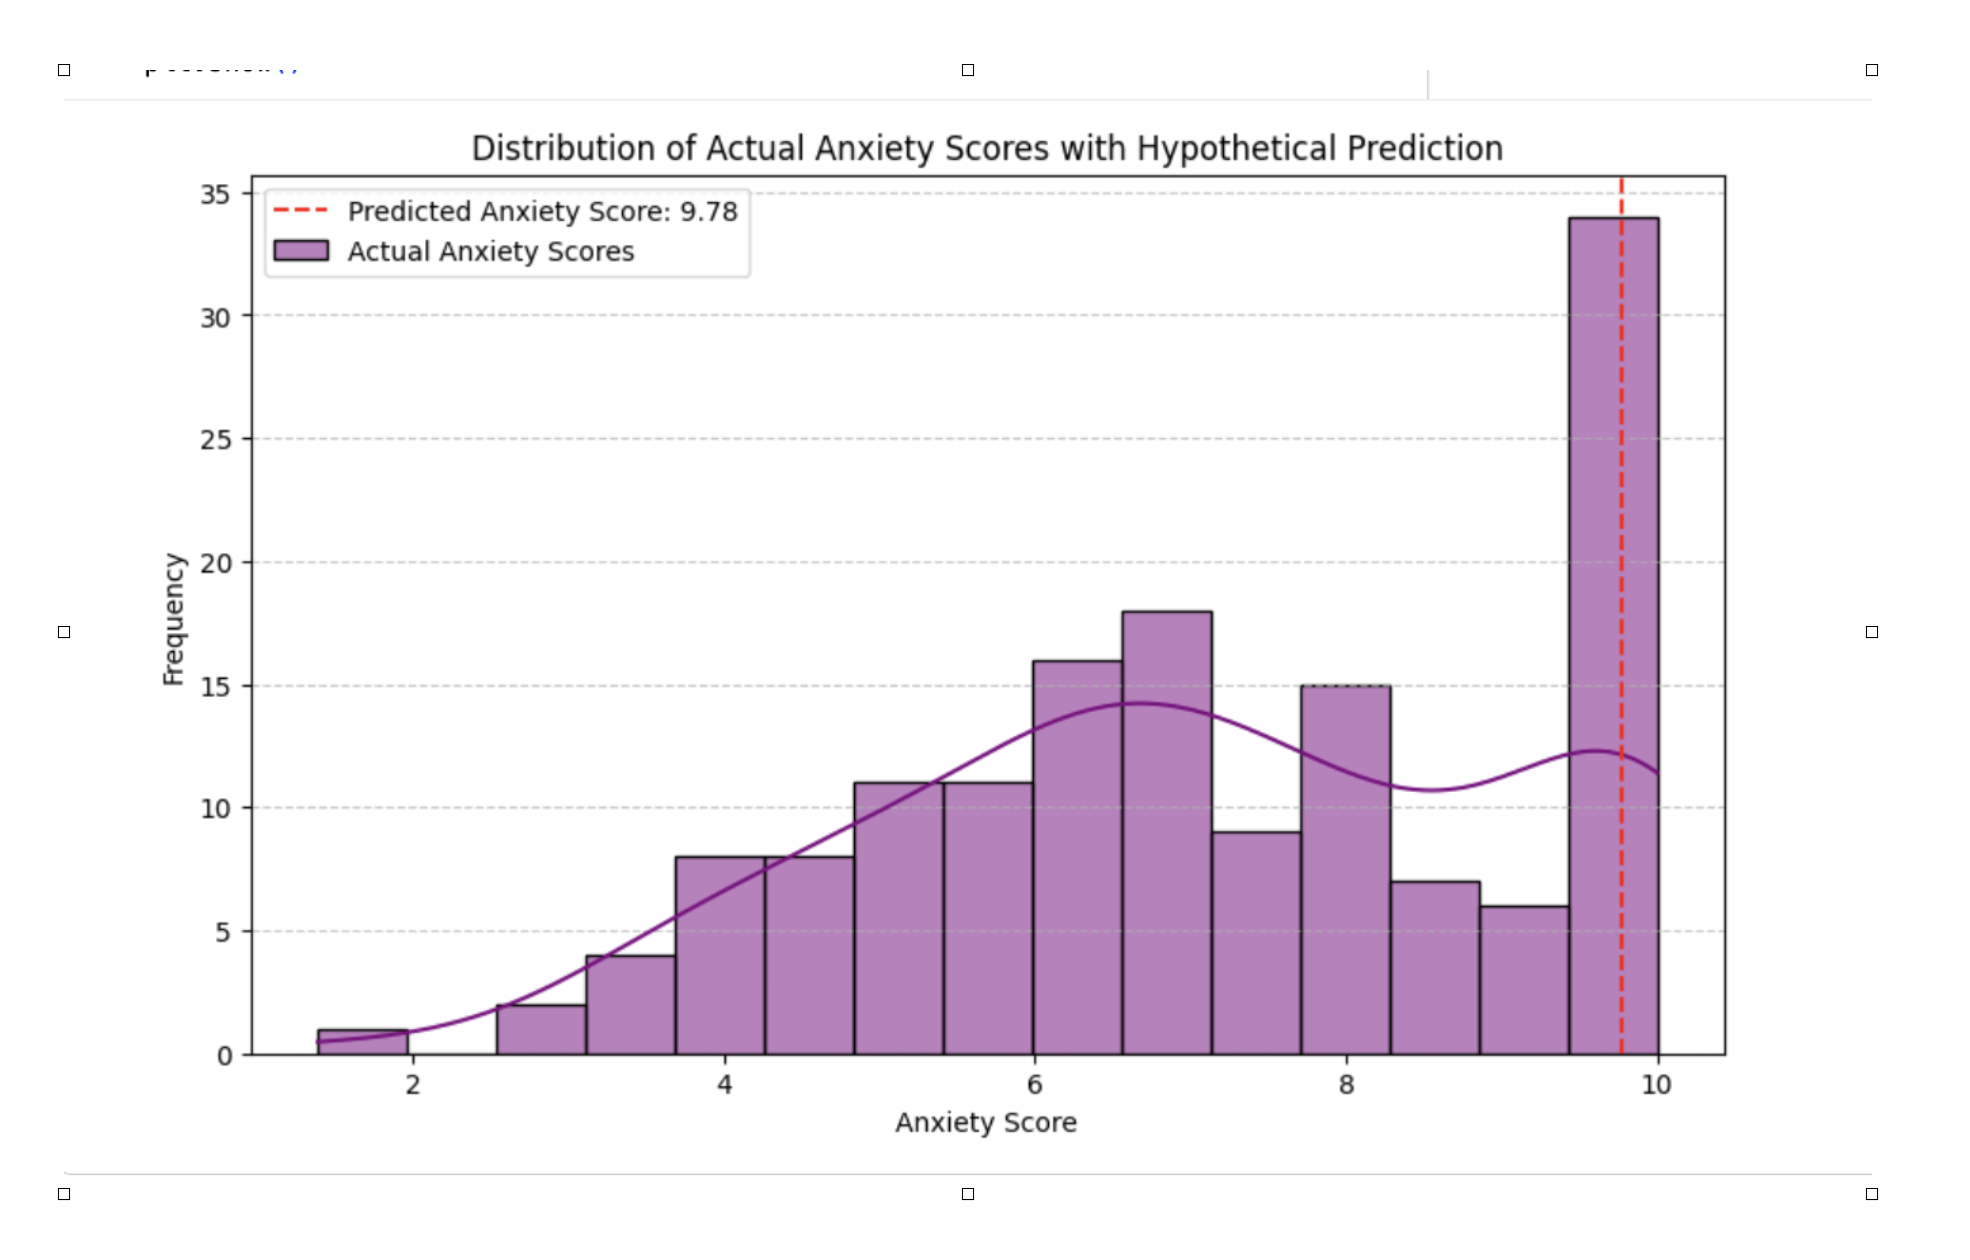 Distribution of Actual Anxiety Scores with Hypothetical Prediction
Predicted Anxiety Score: 9.78
Actual Anxiety Scores
35
30
25
20
15
10
5
0
Frequency
2 4 6 8 10
Anxiety Score